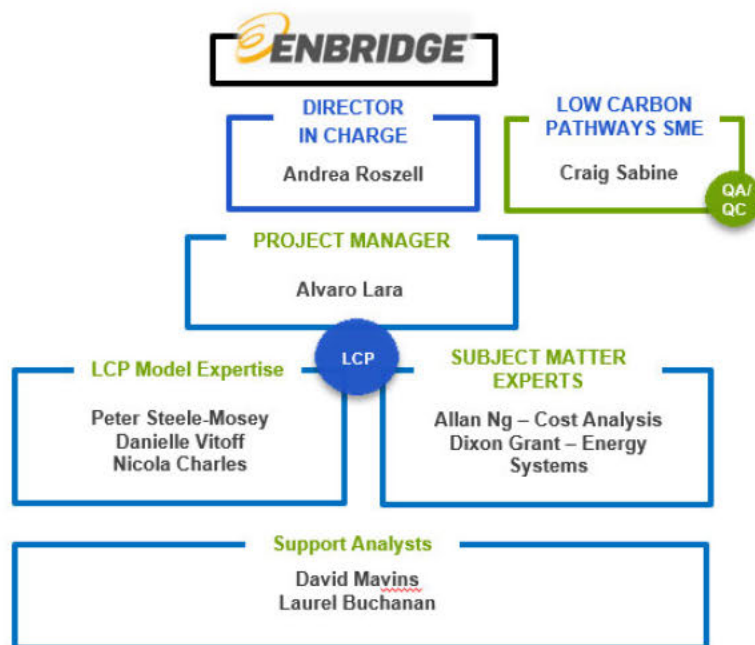 ENBRIDGE
DIRECTOR
IN CHARGE
Andrea Roszell
LOW CARBON
PATHWAYS SME
Craig Sabine
QA/
QC
PROJECT MANAGER
Alvaro Lara
LCP
LCP Model Expertise
Peter Steele-Mosey
Danielle Vitoff
Nicola Charles
SUBJECT MATTER
EXPERTS
Allan Ng – Cost Analysis
Dixon Grant – Energy
Systems
Support Analysts
David Mavins
Laurel Buchanan